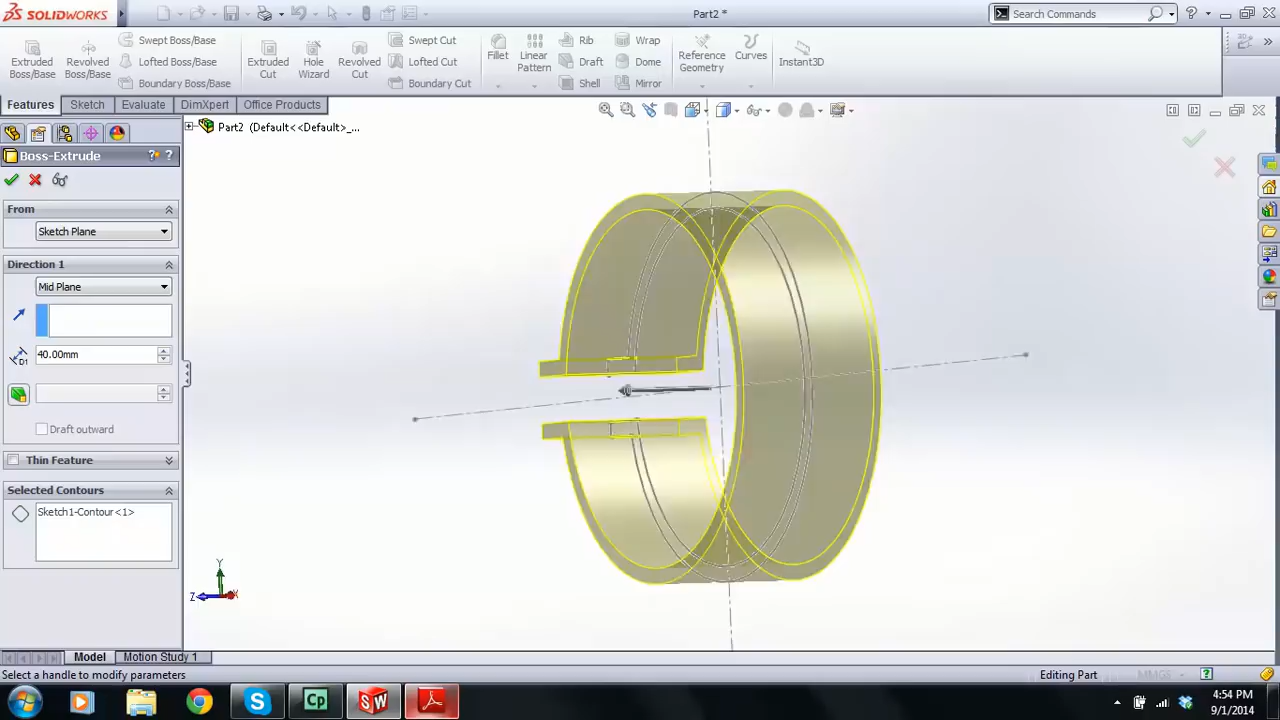 SOLIDWORKS
Part2 *
Search Commands
Extruded Boss/Base
Revolved Boss/Base
Swept Boss/Base
Lofted Boss/Base
Boundary Boss/Base
Extruded Cut
Hole Wizard
Revolved Cut
Swept Cut
Lofted Cut
Boundary Cut
Fillet
Linear Pattern
Rib
Draft
Shell
Wrap
Dome
Mirror
Reference Geometry
Curves
Instant3D
Features
Sketch
Evaluate
DimXpert
Office Products
Part2 (Default<<Default>_...
Boss-Extrude
From
Sketch Plane
Direction 1
Mid Plane
D1
40.00mm
Draft outward
Thin Feature
Selected Contours
Sketch1-Contour<1>
Y
Z
X
Model
Motion Study 1
Select a handle to modify parameters
Editing Part
MMGS
Cp
SW
4:54 PM
9/1/2014